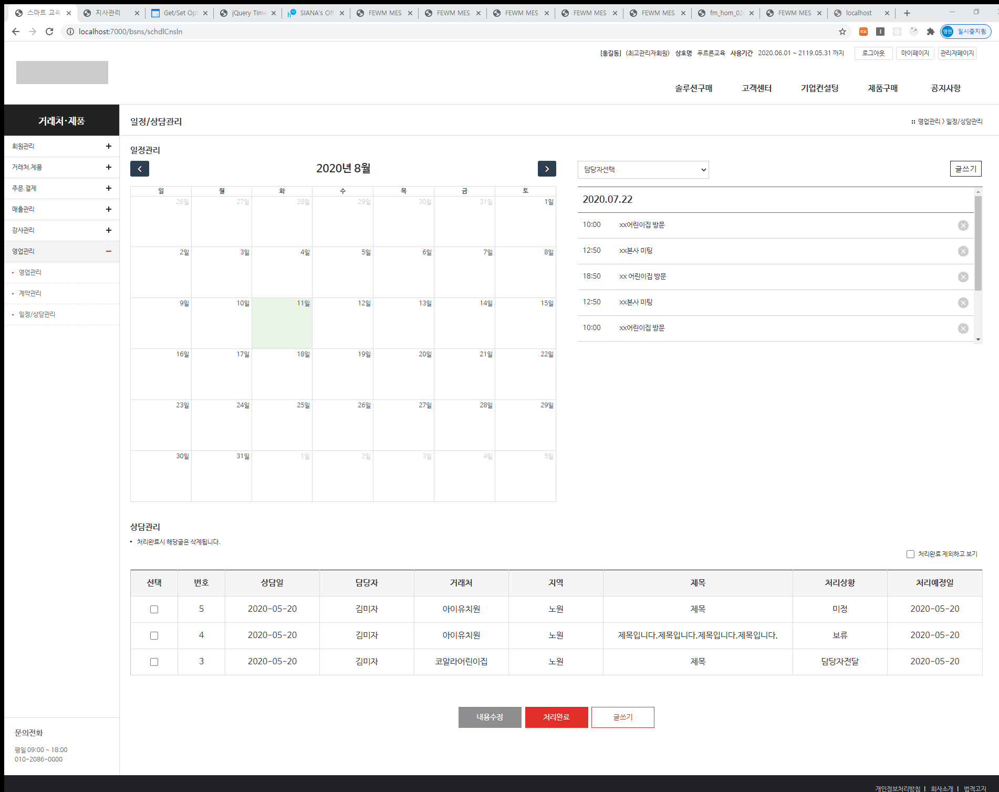 스마트 교육
지사관리
Get/Set Opt
jQuery Time
SIANA's Off
FEWM MES
FEWM MES
FEWM MES
FEWM MES
FEWM MES
fm_hom_020
FEWM MES
localhost
localhost:7000/bsns/schdlCnsln
영현 일시중지됨
[홍길동] (최고관리자회원) 상호명 푸르른교육 사용기간 2020.06.01 ~ 2119.05.31 까지
로그아웃 마이페이지 관리자페이지
솔루션구매 고객센터 기업컨설팅 제품구매 공지사항
거래처·제품
회원관리
거래처.제품
주문.결제
매출관리
강사관리
영업관리
- 영업관리
- 계약관리
- 일정/상담관리
일정/상담관리
영업관리 > 일정/상담관리
일정관리
2020년 8월
일 월 화 수 목 금 토
26일 27일 28일 29일 30일 31일 1일
2일 3일 4일 5일 6일 7일 8일
9일 10일 11일 12일 13일 14일 15일
16일 17일 18일 19일 20일 21일 22일
23일 24일 25일 26일 27일 28일 29일
30일 31일 1일 2일 3일 4일 5일
담당자선택
글쓰기
2020.07.22
10:00 xx어린이집 방문
12:50 xx본사 미팅
18:50 xx 어린이집 방문
12:50 xx본사 미팅
10:00 xx어린이집 방문
상담관리
• 처리완료시 해당글은 삭제됩니다.
처리완료 제외하고 보기
선택 번호 상담일 담당자 거래처 지역 제목 처리상황 처리예정일
5 2020-05-20 김미자 아이유치원 노원 제목 미정 2020-05-20
4 2020-05-20 김미자 아이유치원 노원 제목입니다.제목입니다.제목입니다.제목입니다. 보류 2020-05-20
3 2020-05-20 김미자 코알라어린이집 노원 제목 담당자전달 2020-05-20
내용수정 처리완료 글쓰기
문의전화
평일 09:00 ~ 18:00
010-2086-0000
개인정보처리방침 | 회사소개 | 법적고지